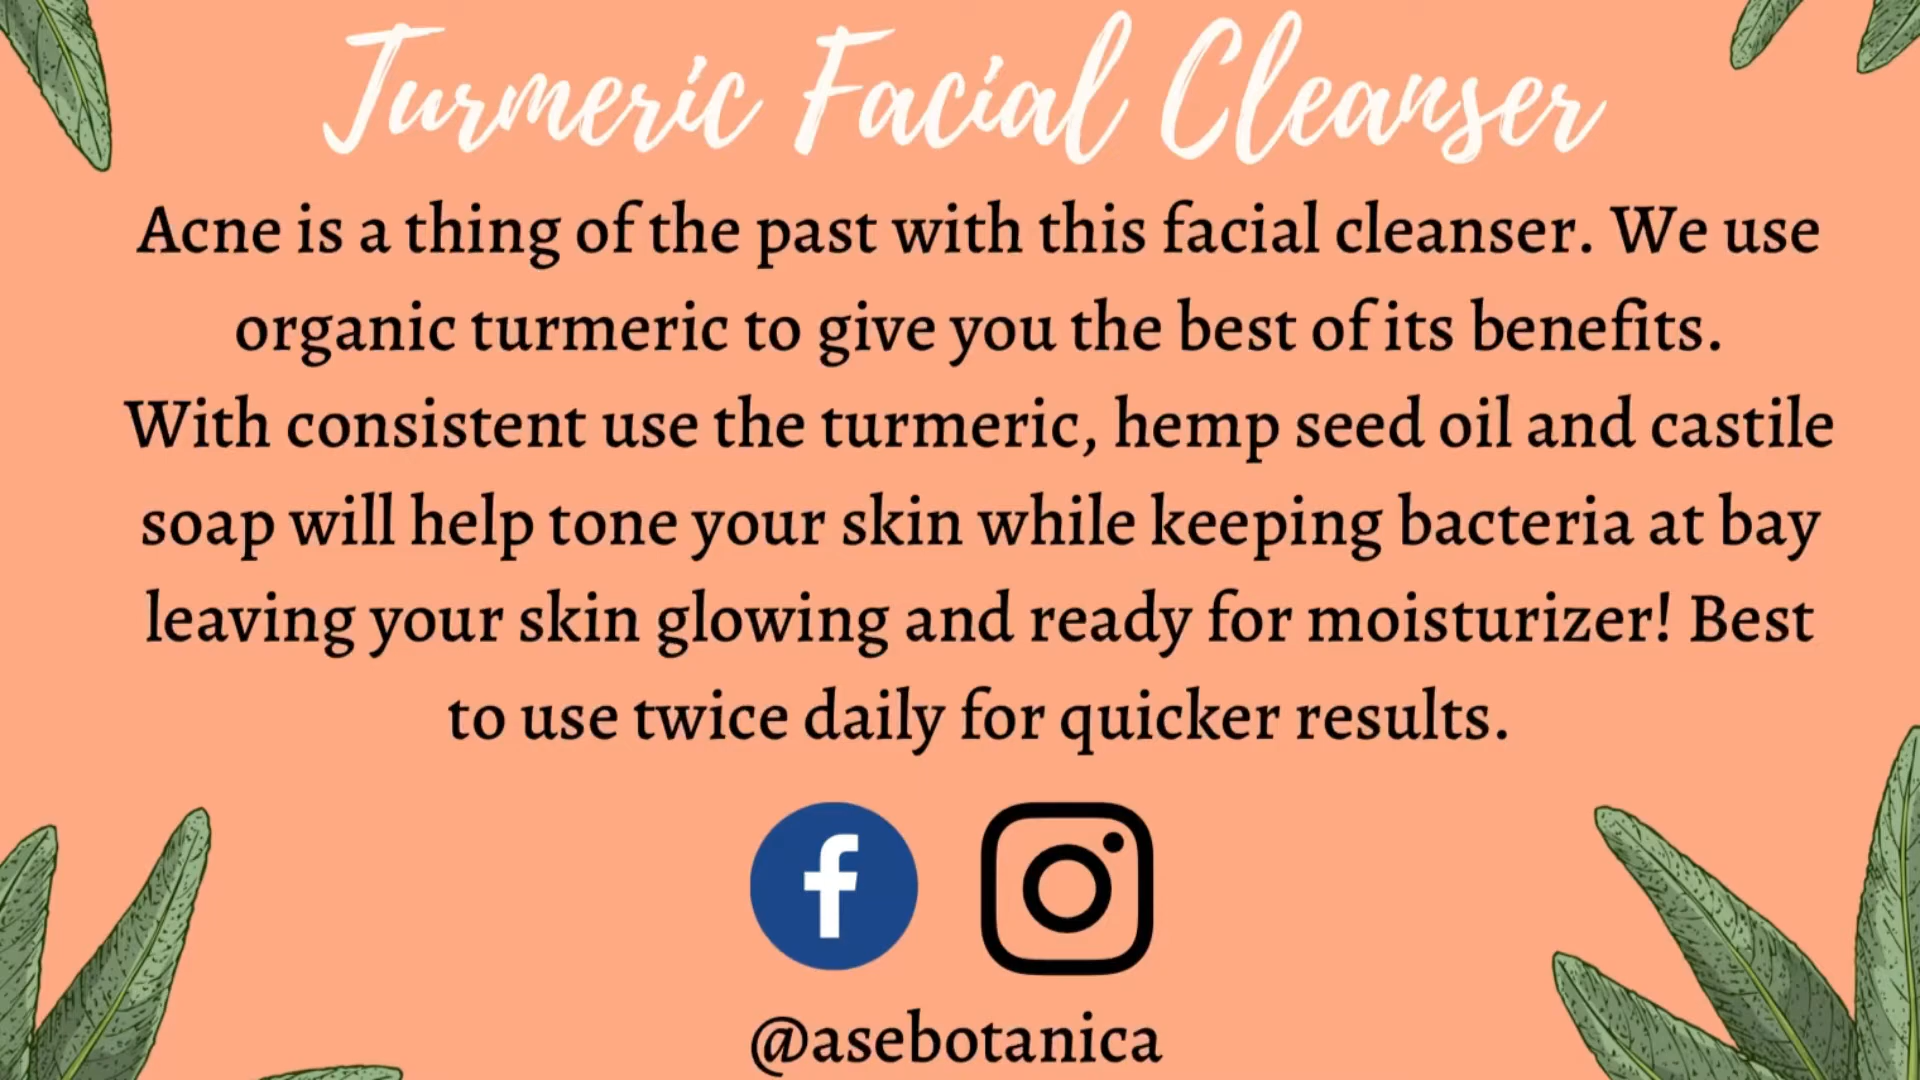 Turmeric Facial Cleanser
Acne is a thing of the past with this facial cleanser. We use
organic turmeric to give you the best of its benefits.
With consistent use the turmeric, hemp seed oil and castile
soap will help tone your skin while keeping bacteria at bay
leaving your skin glowing and ready for moisturizer! Best
to use twice daily for quicker results.
@asebotanica